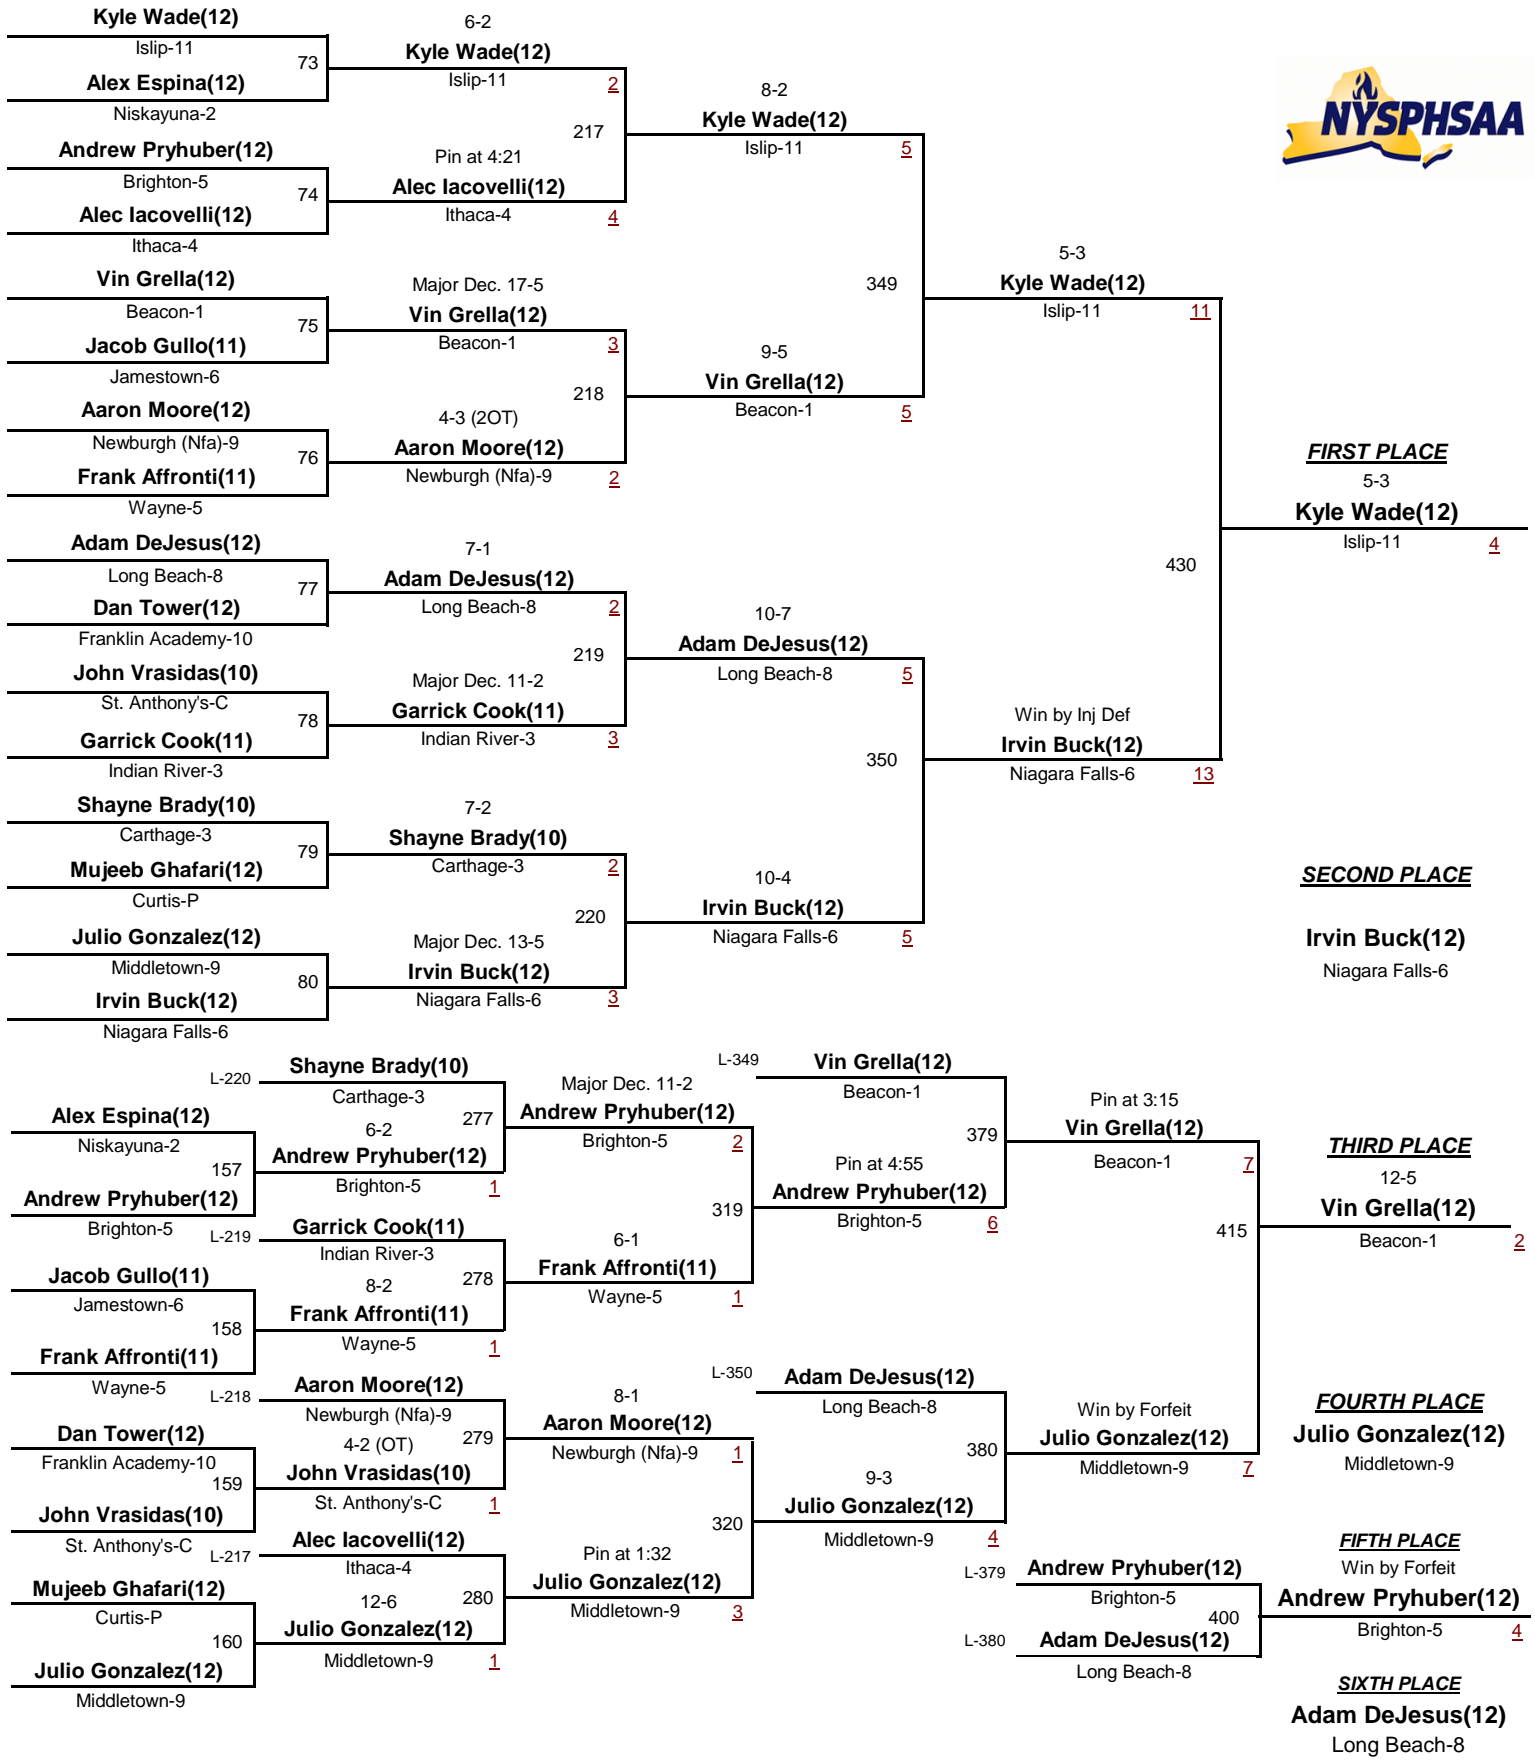 Kyle Wade(12)
Islip-11
73
Alex Espina(12)
Niskayuna-2
Andrew Pryhuber(12)
Brighton-5
74
Alec Iacovelli(12)
Ithaca-4
Vin Grella(12)
Beacon-1
75
Jacob Gullo(11)
Jamestown-6
Aaron Moore(12)
Newburgh (Nfa)-9
76
Frank Affronti(11)
Wayne-5
Adam DeJesus(12)
Long Beach-8
77
Dan Tower(12)
Franklin Academy-10
John Vrasidas(10)
St. Anthony's-C
78
Garrick Cook(11)
Indian River-3
Shayne Brady(10)
Carthage-3
79
Mujeeb Ghafari(12)
Curtis-P
Julio Gonzalez(12)
Middletown-9
80
Irvin Buck(12)
Niagara Falls-6
6-2
Kyle Wade(12)
Islip-11
2
217
Pin at 4:21
Alec Iacovelli(12)
Ithaca-4
4
Major Dec. 17-5
Vin Grella(12)
Beacon-1
3
218
4-3 (2OT)
Aaron Moore(12)
Newburgh (Nfa)-9
2
7-1
Adam DeJesus(12)
Long Beach-8
2
219
Major Dec. 11-2
Garrick Cook(11)
Indian River-3
3
7-2
Shayne Brady(10)
Carthage-3
2
220
Major Dec. 13-5
Irvin Buck(12)
Niagara Falls-6
3
8-2
Kyle Wade(12)
Islip-11
5
349
9-5
Vin Grella(12)
Beacon-1
5
10-7
Adam DeJesus(12)
Long Beach-8
5
350
10-4
Irvin Buck(12)
Niagara Falls-6
5
5-3
Kyle Wade(12)
Islip-11
11
430
Win by Inj Def
Irvin Buck(12)
Niagara Falls-6
13
NYSPHSAA
FIRST PLACE
5-3
Kyle Wade(12)
Islip-11
4
SECOND PLACE
Irvin Buck(12)
Niagara Falls-6
Alex Espina(12)
Niskayuna-2
157
Andrew Pryhuber(12)
Brighton-5
Jacob Gullo(11)
Jamestown-6
158
Frank Affronti(11)
Wayne-5
Dan Tower(12)
Franklin Academy-10
159
John Vrasidas(10)
St. Anthony's-C
Mujeeb Ghafari(12)
Curtis-P
160
Julio Gonzalez(12)
Middletown-9
L-220
Shayne Brady(10)
Carthage-3
277
6-2
Andrew Pryhuber(12)
Brighton-5
1
L-219
Garrick Cook(11)
Indian River-3
278
8-2
Frank Affronti(11)
Wayne-5
1
L-218
Aaron Moore(12)
Newburgh (Nfa)-9
279
4-2 (OT)
John Vrasidas(10)
St. Anthony's-C
1
L-217
Alec Iacovelli(12)
Ithaca-4
280
12-6
Julio Gonzalez(12)
Middletown-9
1
Major Dec. 11-2
Andrew Pryhuber(12)
Brighton-5
2
319
6-1
Frank Affronti(11)
Wayne-5
1
8-1
Aaron Moore(12)
Newburgh (Nfa)-9
1
320
Pin at 1:32
Julio Gonzalez(12)
Middletown-9
3
L-349
Vin Grella(12)
Beacon-1
379
Pin at 4:55
Andrew Pryhuber(12)
Brighton-5
6
L-350
Adam DeJesus(12)
Long Beach-8
380
9-3
Julio Gonzalez(12)
Middletown-9
4
Pin at 3:15
Vin Grella(12)
Beacon-1
7
415
Win by Forfeit
Julio Gonzalez(12)
Middletown-9
7
L-379
Andrew Pryhuber(12)
Brighton-5
400
L-380
Adam DeJesus(12)
Long Beach-8
THIRD PLACE
12-5
Vin Grella(12)
Beacon-1
2
FOURTH PLACE
Julio Gonzalez(12)
Middletown-9
FIFTH PLACE
Win by Forfeit
Andrew Pryhuber(12)
Brighton-5
4
SIXTH PLACE
Adam DeJesus(12)
Long Beach-8